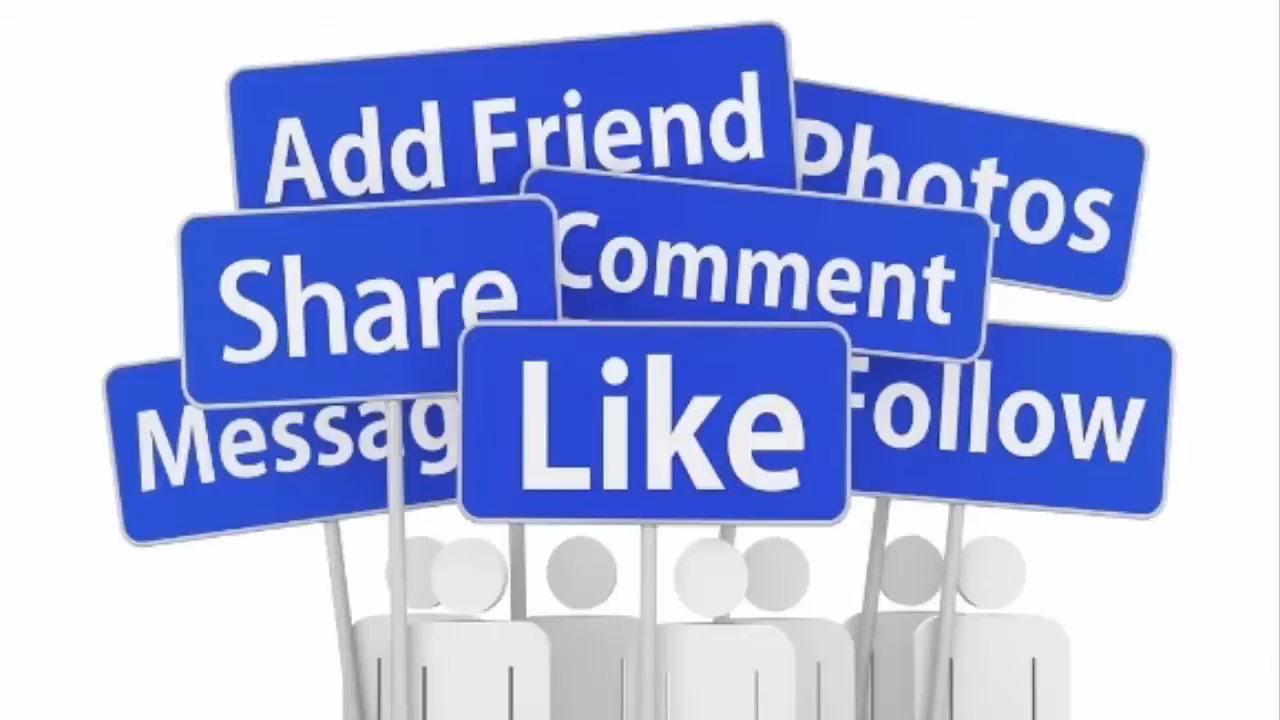 Add Friend
Photos
Comment
Share
Like
Follow
Messag